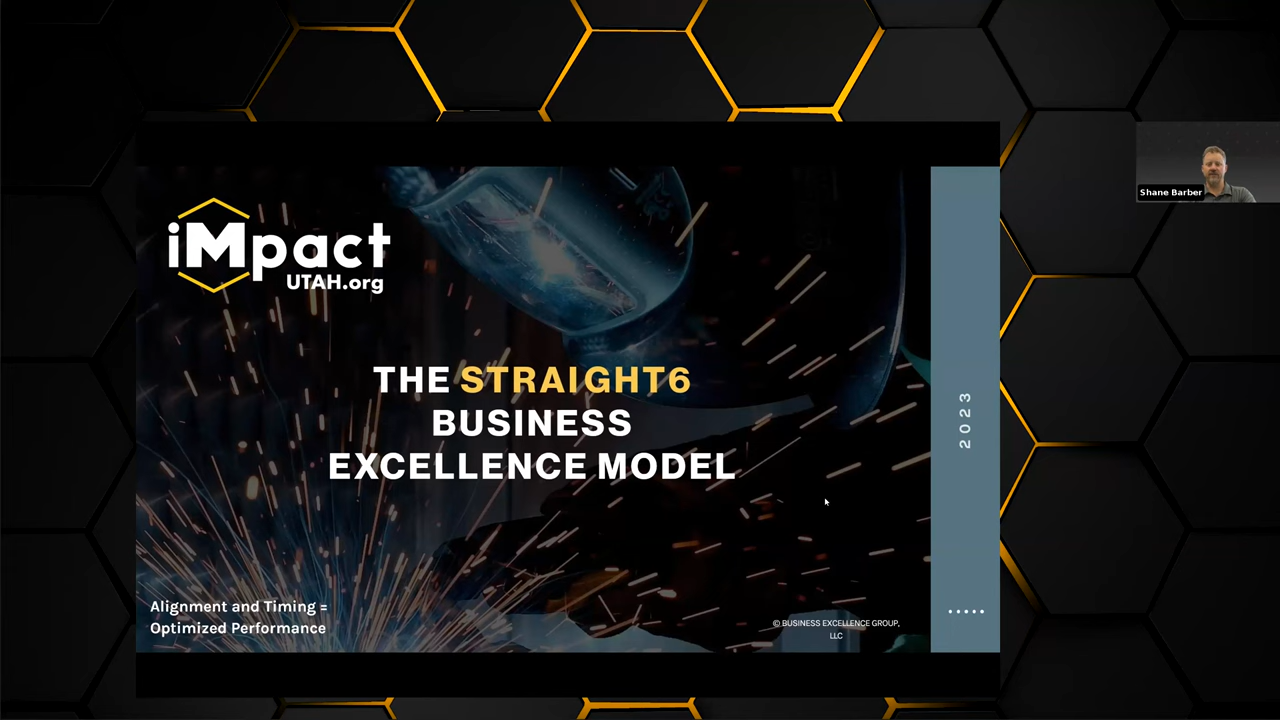 iMpact
UTAH.org
THE STRAIGHT6
BUSINESS
EXCELLENCE MODEL
Alignment and Timing =
Optimized Performance
© BUSINESS EXCELLENCE GROUP,
LLC
2023
Shane Barber